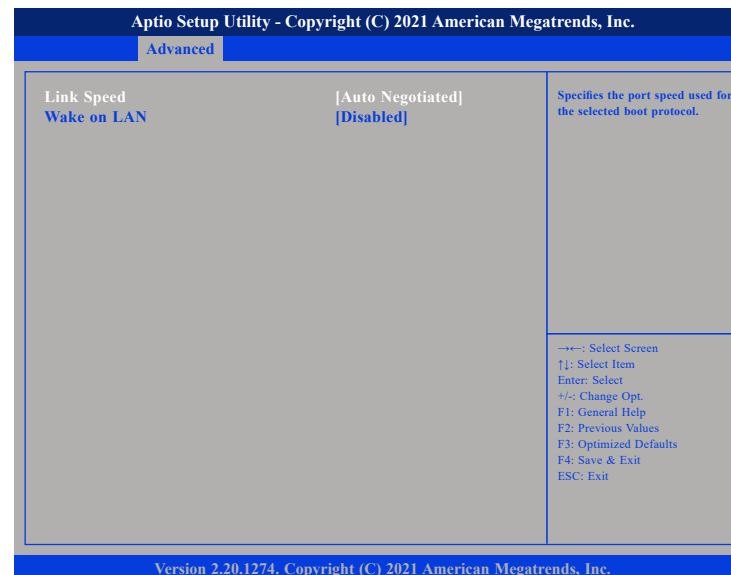 Aptio Setup Utility - Copyright (C) 2021 American Megatrends, Inc.
Advanced
Link Speed [Auto Negotiated]
Wake on LAN [Disabled]
Specifies the port speed used for
the selected boot protocol.
→←: Select Screen
↑↓: Select Item
Enter: Select
+/-: Change Opt.
F1: General Help
F2: Previous Values
F3: Optimized Defaults
F4: Save & Exit
ESC: Exit
Version 2.20.1274. Copyright (C) 2021 American Megatrends, Inc.